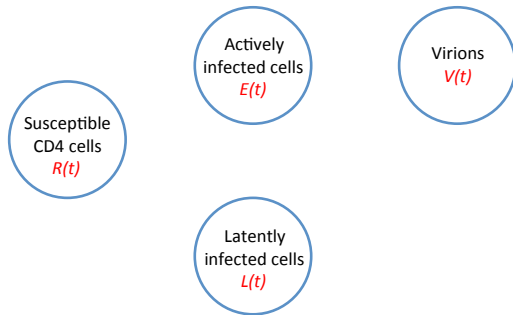 Actively
infected cells
E(t)
Virions
V(t)
Susceptible
CD4 cells
R(t)
Latently
infected cells
L(t)